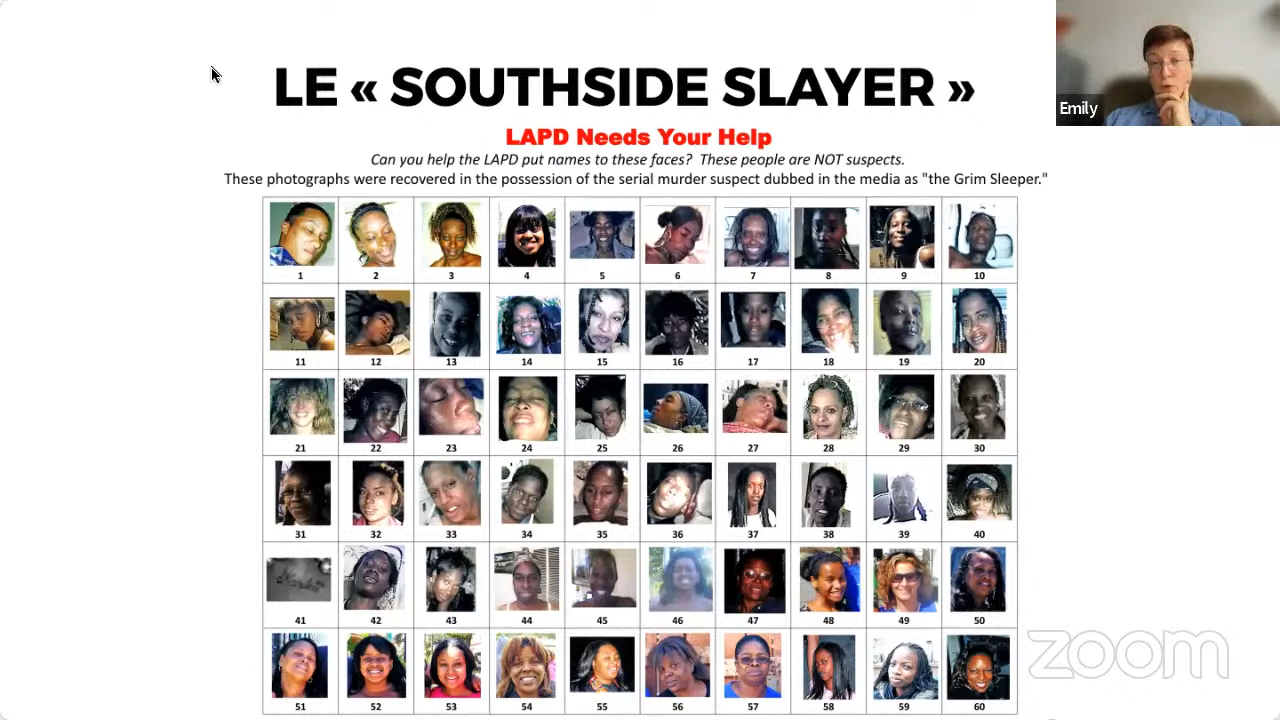 LE « SOUTHSIDE SLAYER »
Emily
LAPD Needs Your Help
Can you help the LAPD put names to these faces? These people are NOT suspects.
These photographs were recovered in the possession of the serial murder suspect dubbed in the media as "the Grim Sleeper."
1 2 3 4 5 6 7 8 9 10
11 12 13 14 15 16 17 18 19 20
21 22 23 24 25 26 27 28 29 30
31 32 33 34 35 36 37 38 39 40
41 42 43 44 45 46 47 48 49 50
zoom
51 52 53 54 55 56 57 58 59 60